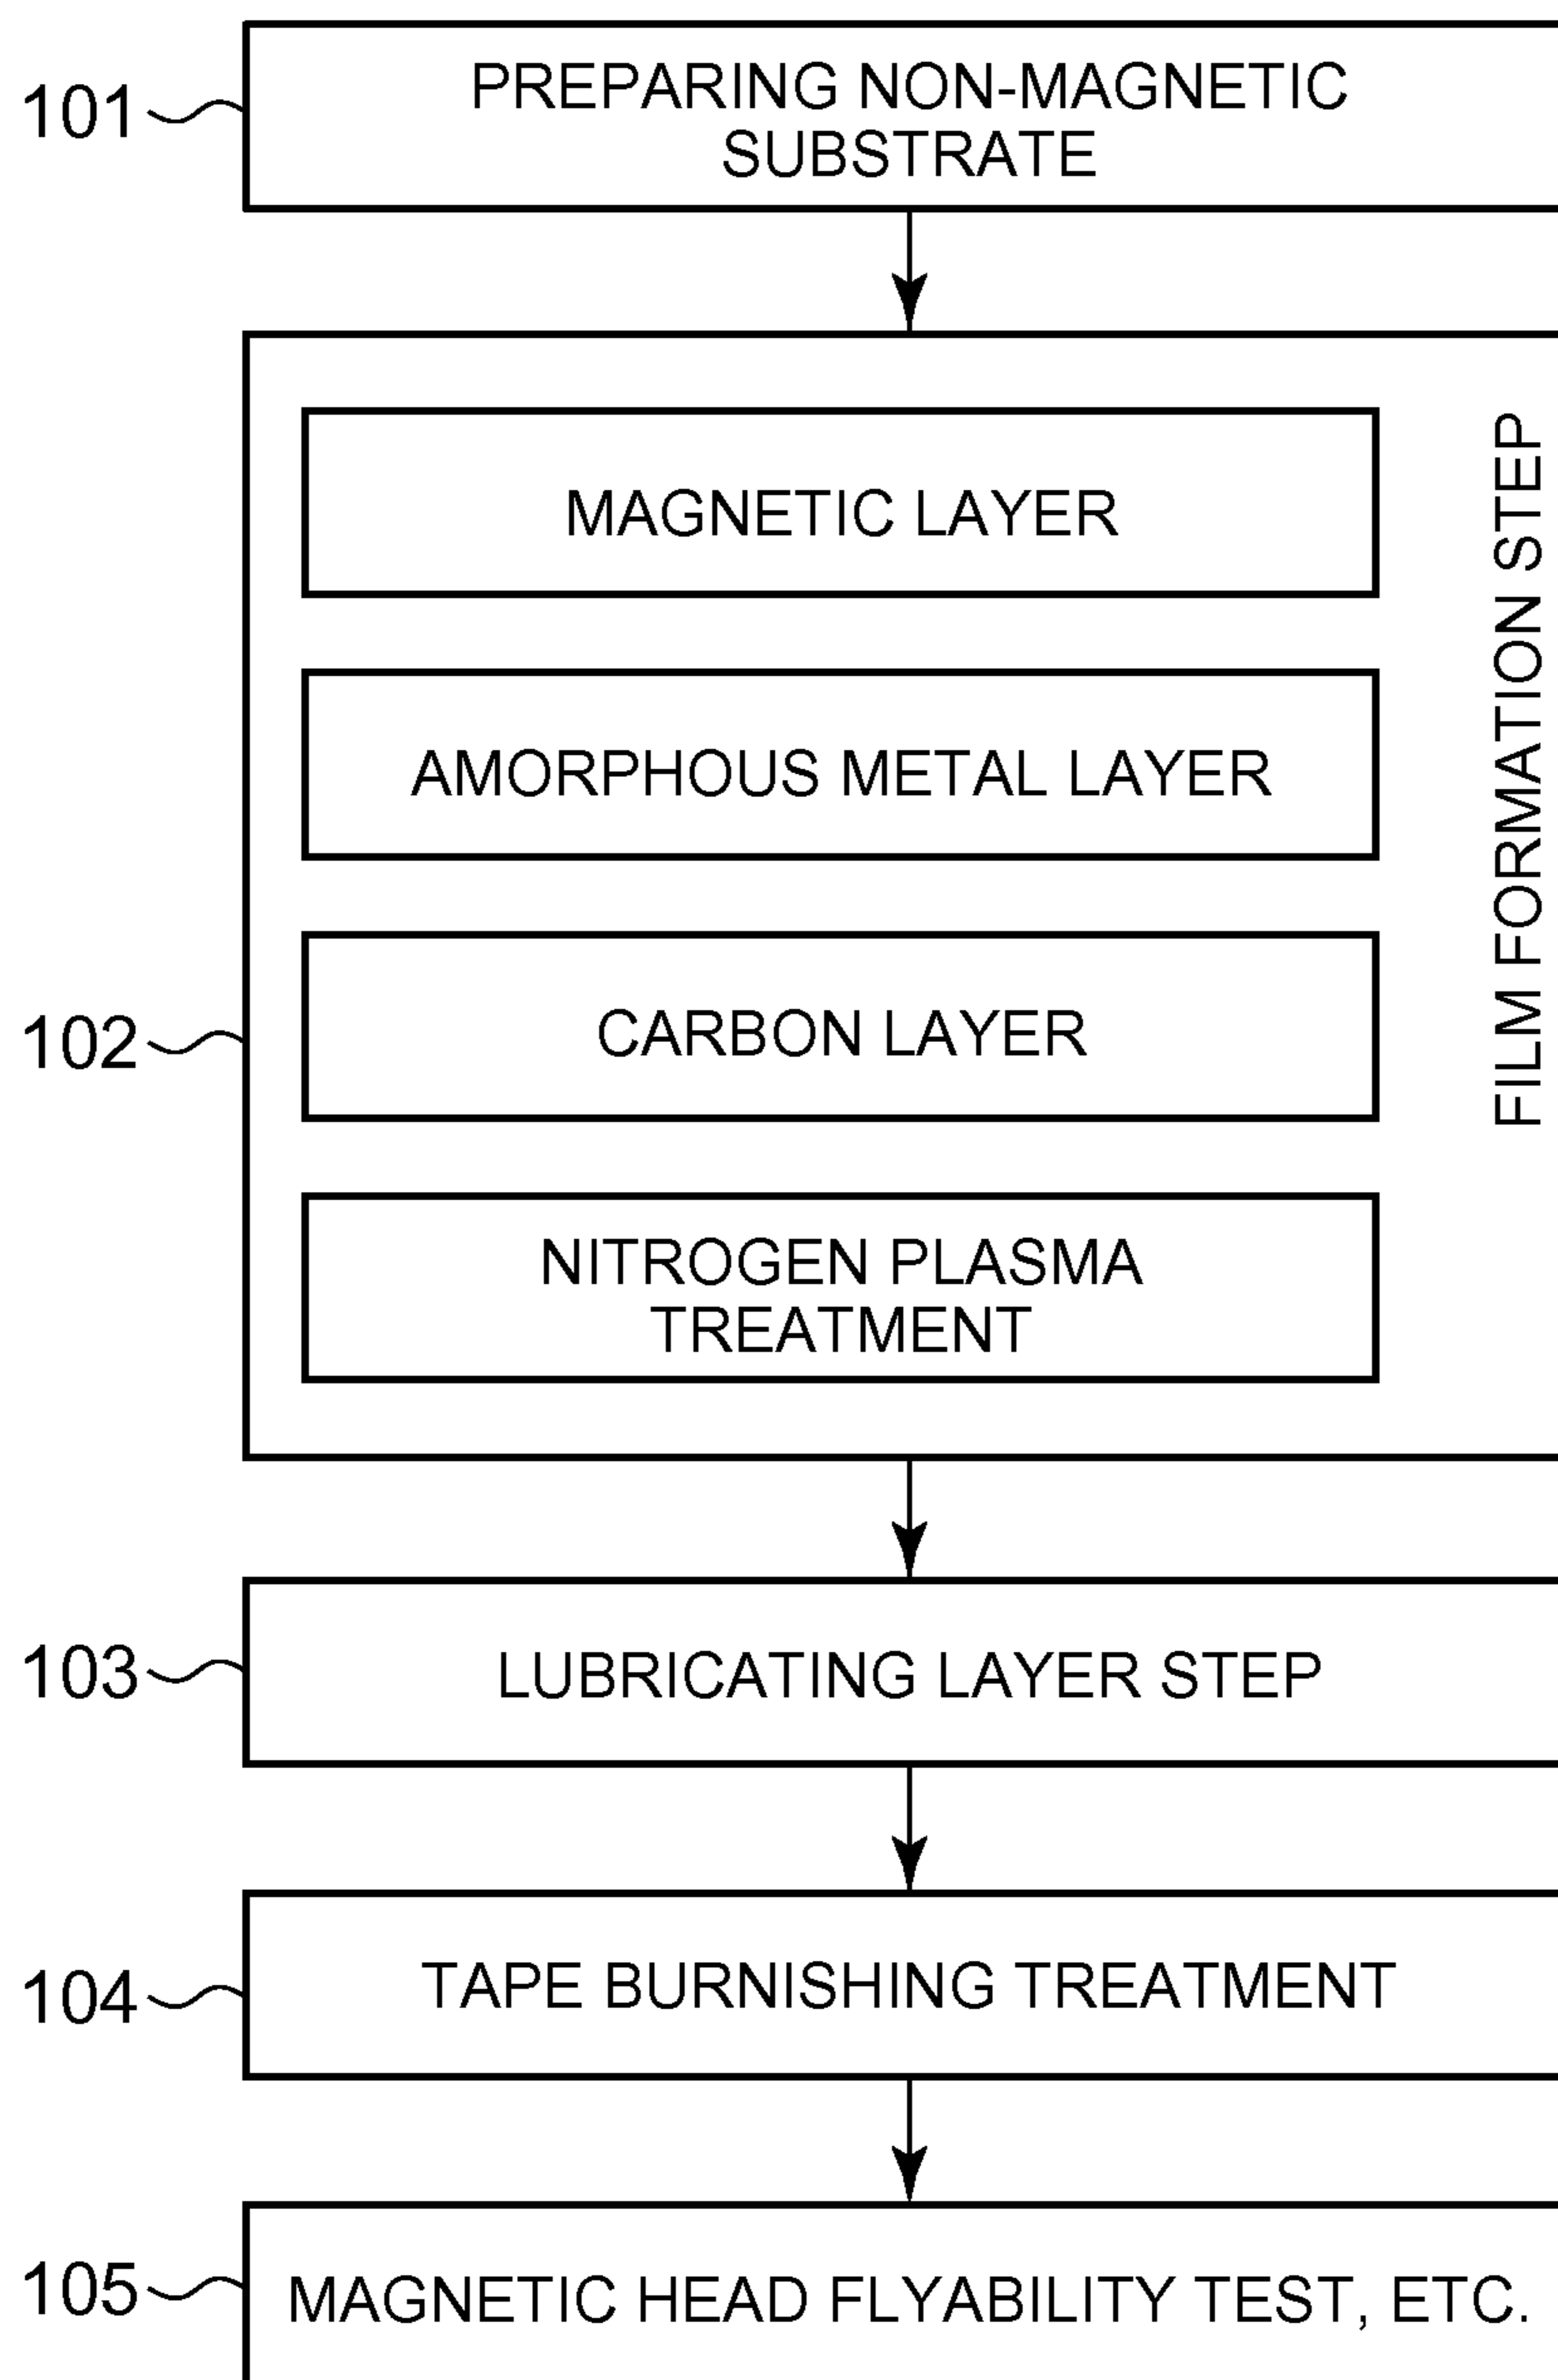 101
PREPARING NON-MAGNETIC
SUBSTRATE
102
MAGNETIC LAYER
AMORPHOUS METAL LAYER
CARBON LAYER
NITROGEN PLASMA
TREATMENT
FILM FORMATION STEP
103
LUBRICATING LAYER STEP
104
TAPE BURNISHING TREATMENT
105
MAGNETIC HEAD FLYABILITY TEST, ETC.